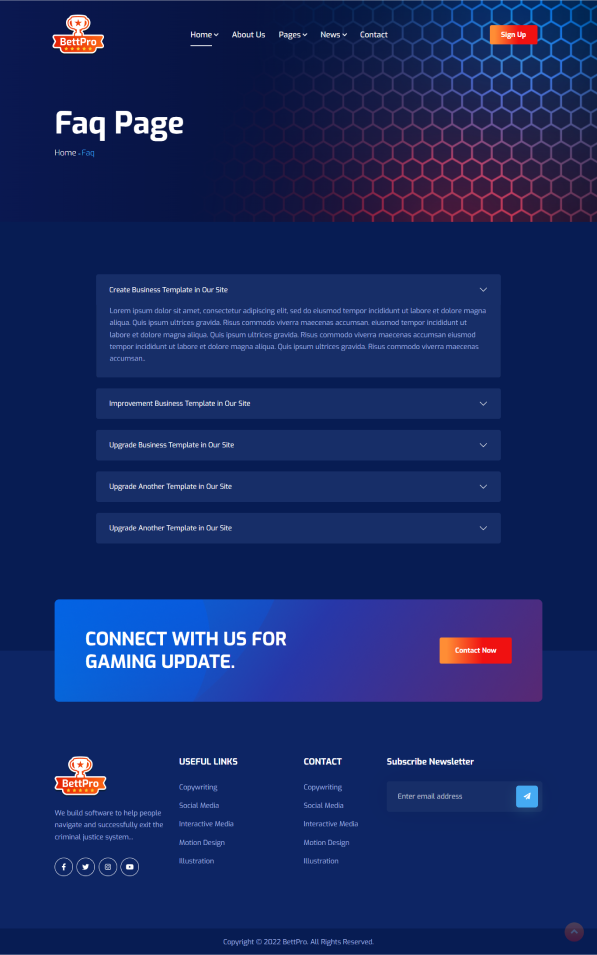 BettPro
Home
About Us
Pages
News
Contact
Sign Up
Faq Page
Home - Faq
Create Business Template in Our Site
Lorem ipsum dolor sit amet, consectetur adipiscing elit, sed do eiusmod tempor incididunt ut labore et dolore magna
aliqua. Quis ipsum ultrices gravida. Risus commodo viverra maecenas accumsan. eiusmod tempor incididunt ut
labore et dolore magna aliqua. Quis ipsum ultrices gravida. Risus commodo viverra maecenas accumsan eiusmod
tempor incididunt ut labore et dolore magna aliqua. Quis ipsum ultrices gravida. Risus commodo viverra maecenas
accumsan..
Improvement Business Template in Our Site
Upgrade Business Template in Our Site
Upgrade Another Template in Our Site
Upgrade Another Template in Our Site
CONNECT WITH US FOR
GAMING UPDATE.
Contact Now
BettPro
We build software to help people
navigate and successfully exit the
criminal justice system...
USEFUL LINKS
Copywriting
Social Media
Interactive Media
Motion Design
Illustration
CONTACT
Copywriting
Social Media
Interactive Media
Motion Design
Illustration
Subscribe Newsletter
Enter email address
Copyright © 2022 BettPro. All Rights Reserved.